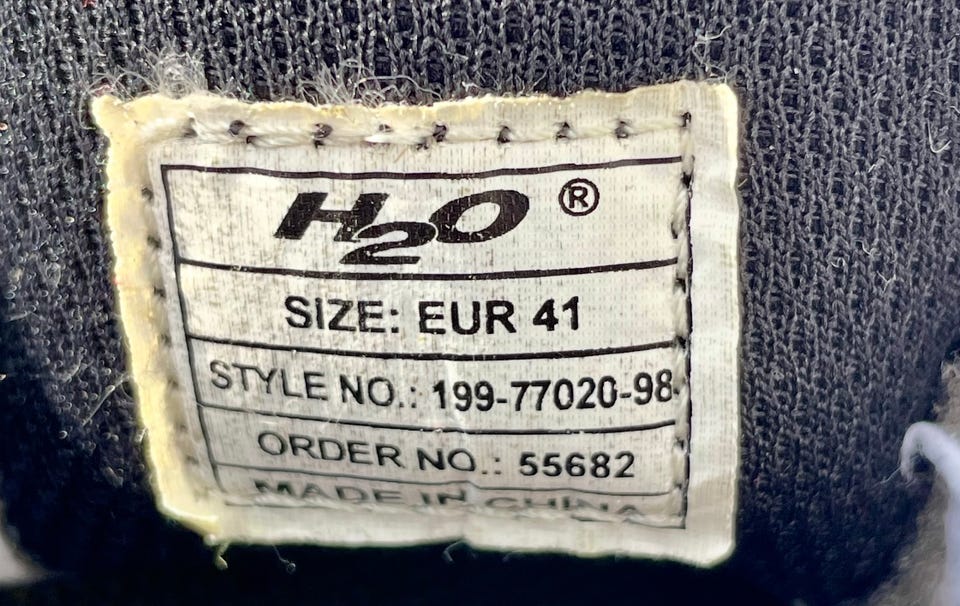 H2O ®
SIZE: EUR 41
STYLE NO.: 199-77020-98
ORDER NO.: 55682
MADE IN CHINA